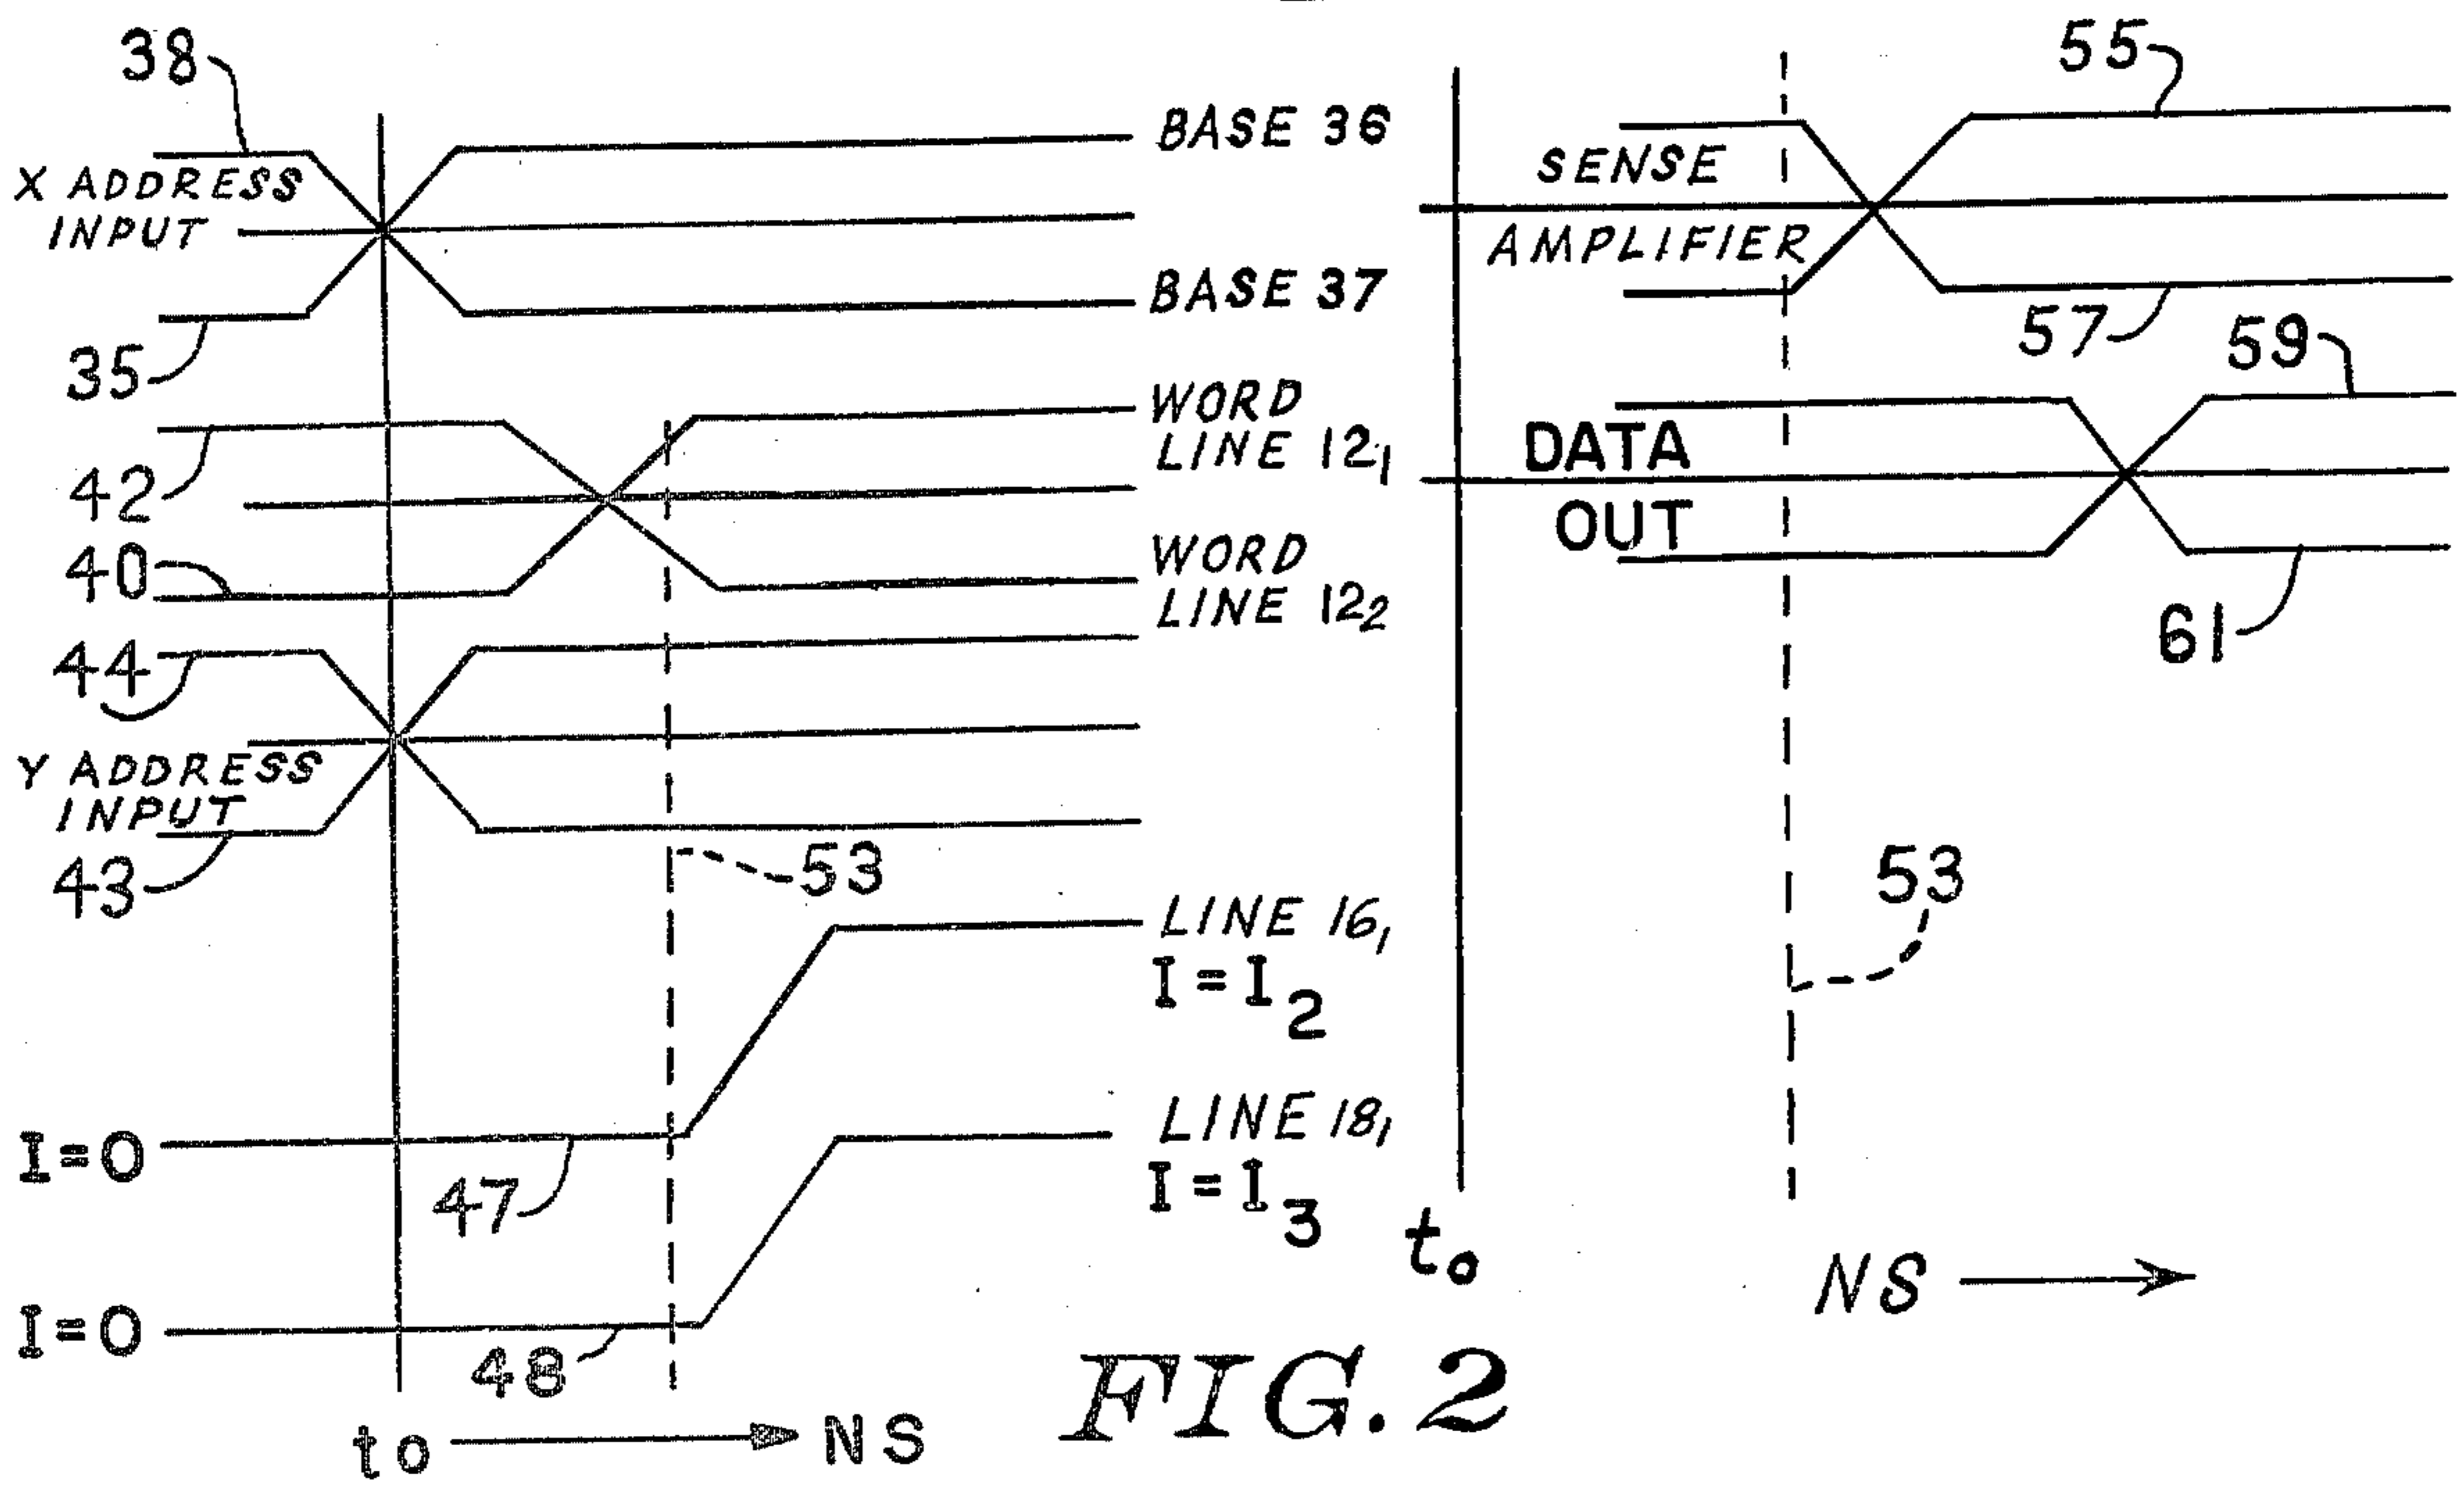 38
X ADDRESS
INPUT
35
BASE 36
BASE 37
42
40
WORD
LINE 12₁
WORD
LINE 12₂
44
Y ADDRESS
INPUT
43
53
LINE 16₁
I=I₂
I=0
47
LINE 18₁
I=I₃
I=0
48
to
NS
55
SENSE
AMPLIFIER
57
59
DATA
OUT
61
53
to
NS
FIG. 2